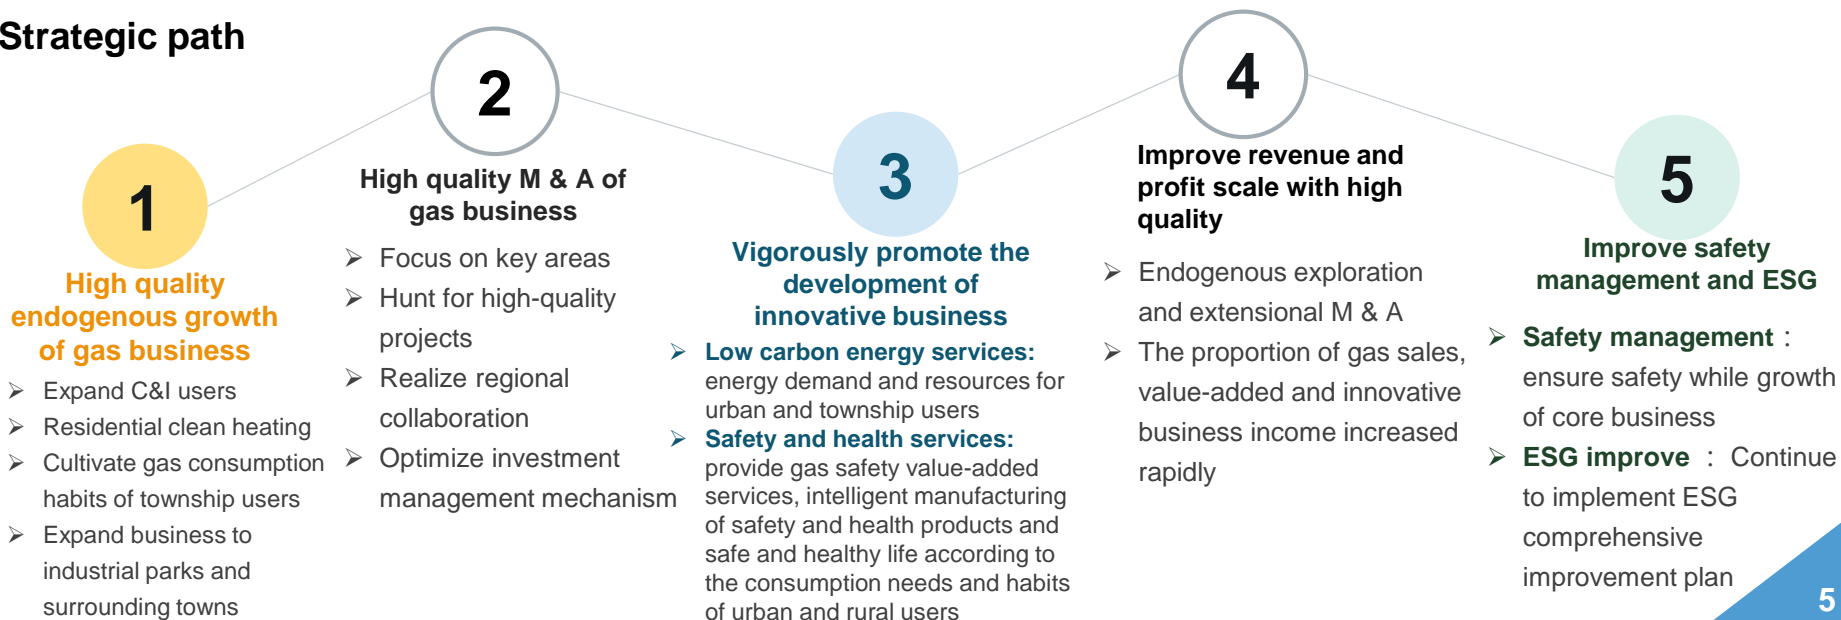 Strategic path
1
High quality
endogenous growth
of gas business
➢ Expand C&I users
➢ Residential clean heating
➢ Cultivate gas consumption
habits of township users
➢ Expand business to
industrial parks and
surrounding towns
2
High quality M & A of
gas business
➢ Focus on key areas
➢ Hunt for high-quality
projects
➢ Realize regional
collaboration
➢ Optimize investment
management mechanism
3
Vigorously promote the
development of
innovative business
➢ Low carbon energy services:
energy demand and resources for
urban and township users
➢ Safety and health services:
provide gas safety value-added
services, intelligent manufacturing
of safety and health products and
safe and healthy life according to
the consumption needs and habits
of urban and rural users
4
Improve revenue and
profit scale with high
quality
➢ Endogenous exploration
and extensional M & A
➢ The proportion of gas sales,
value-added and innovative
business income increased
rapidly
5
Improve safety
management and ESG
➢ Safety management：
ensure safety while growth
of core business
➢ ESG improve ：Continue
to implement ESG
comprehensive
improvement plan
5